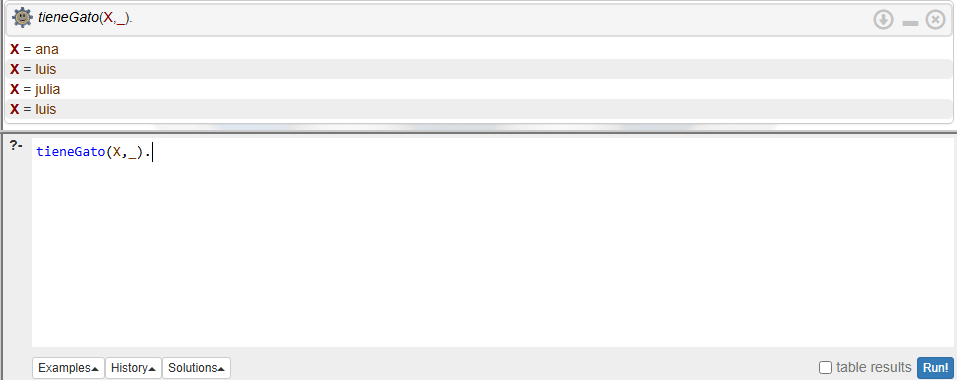 tieneGato(X,_).
X = ana
X = luis
X = julia
X = luis
?- tieneGato(X,_).
Examples History Solutions table results Run!